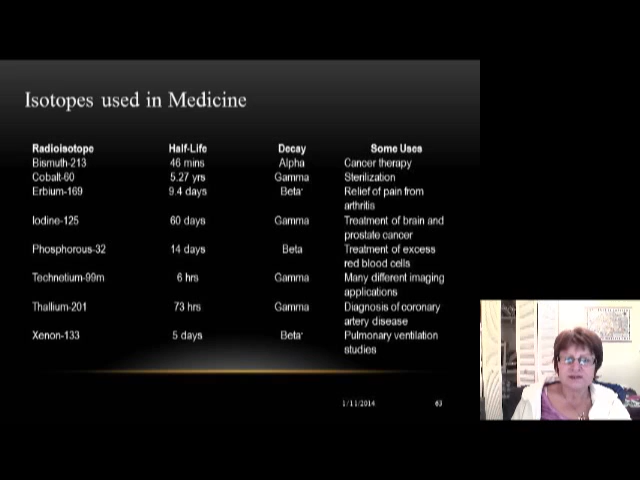 Isotopes used in Medicine
Radioisotope Half-Life Decay Some Uses
Bismuth-213 46 mins Alpha Cancer therapy
Cobalt-60 5.27 yrs Gamma Sterilization
Erbium-169 9.4 days Beta⁻ Relief of pain from
arthritis
Iodine-125 60 days Gamma Treatment of brain and
prostate cancer
Phosphorous-32 14 days Beta Treatment of excess
red blood cells
Technetium-99m 6 hrs Gamma Many different imaging
applications
Thallium-201 73 hrs Gamma Diagnosis of coronary
artery disease
Xenon-133 5 days Beta⁻ Pulmonary ventilation
studies
1/11/2014 63